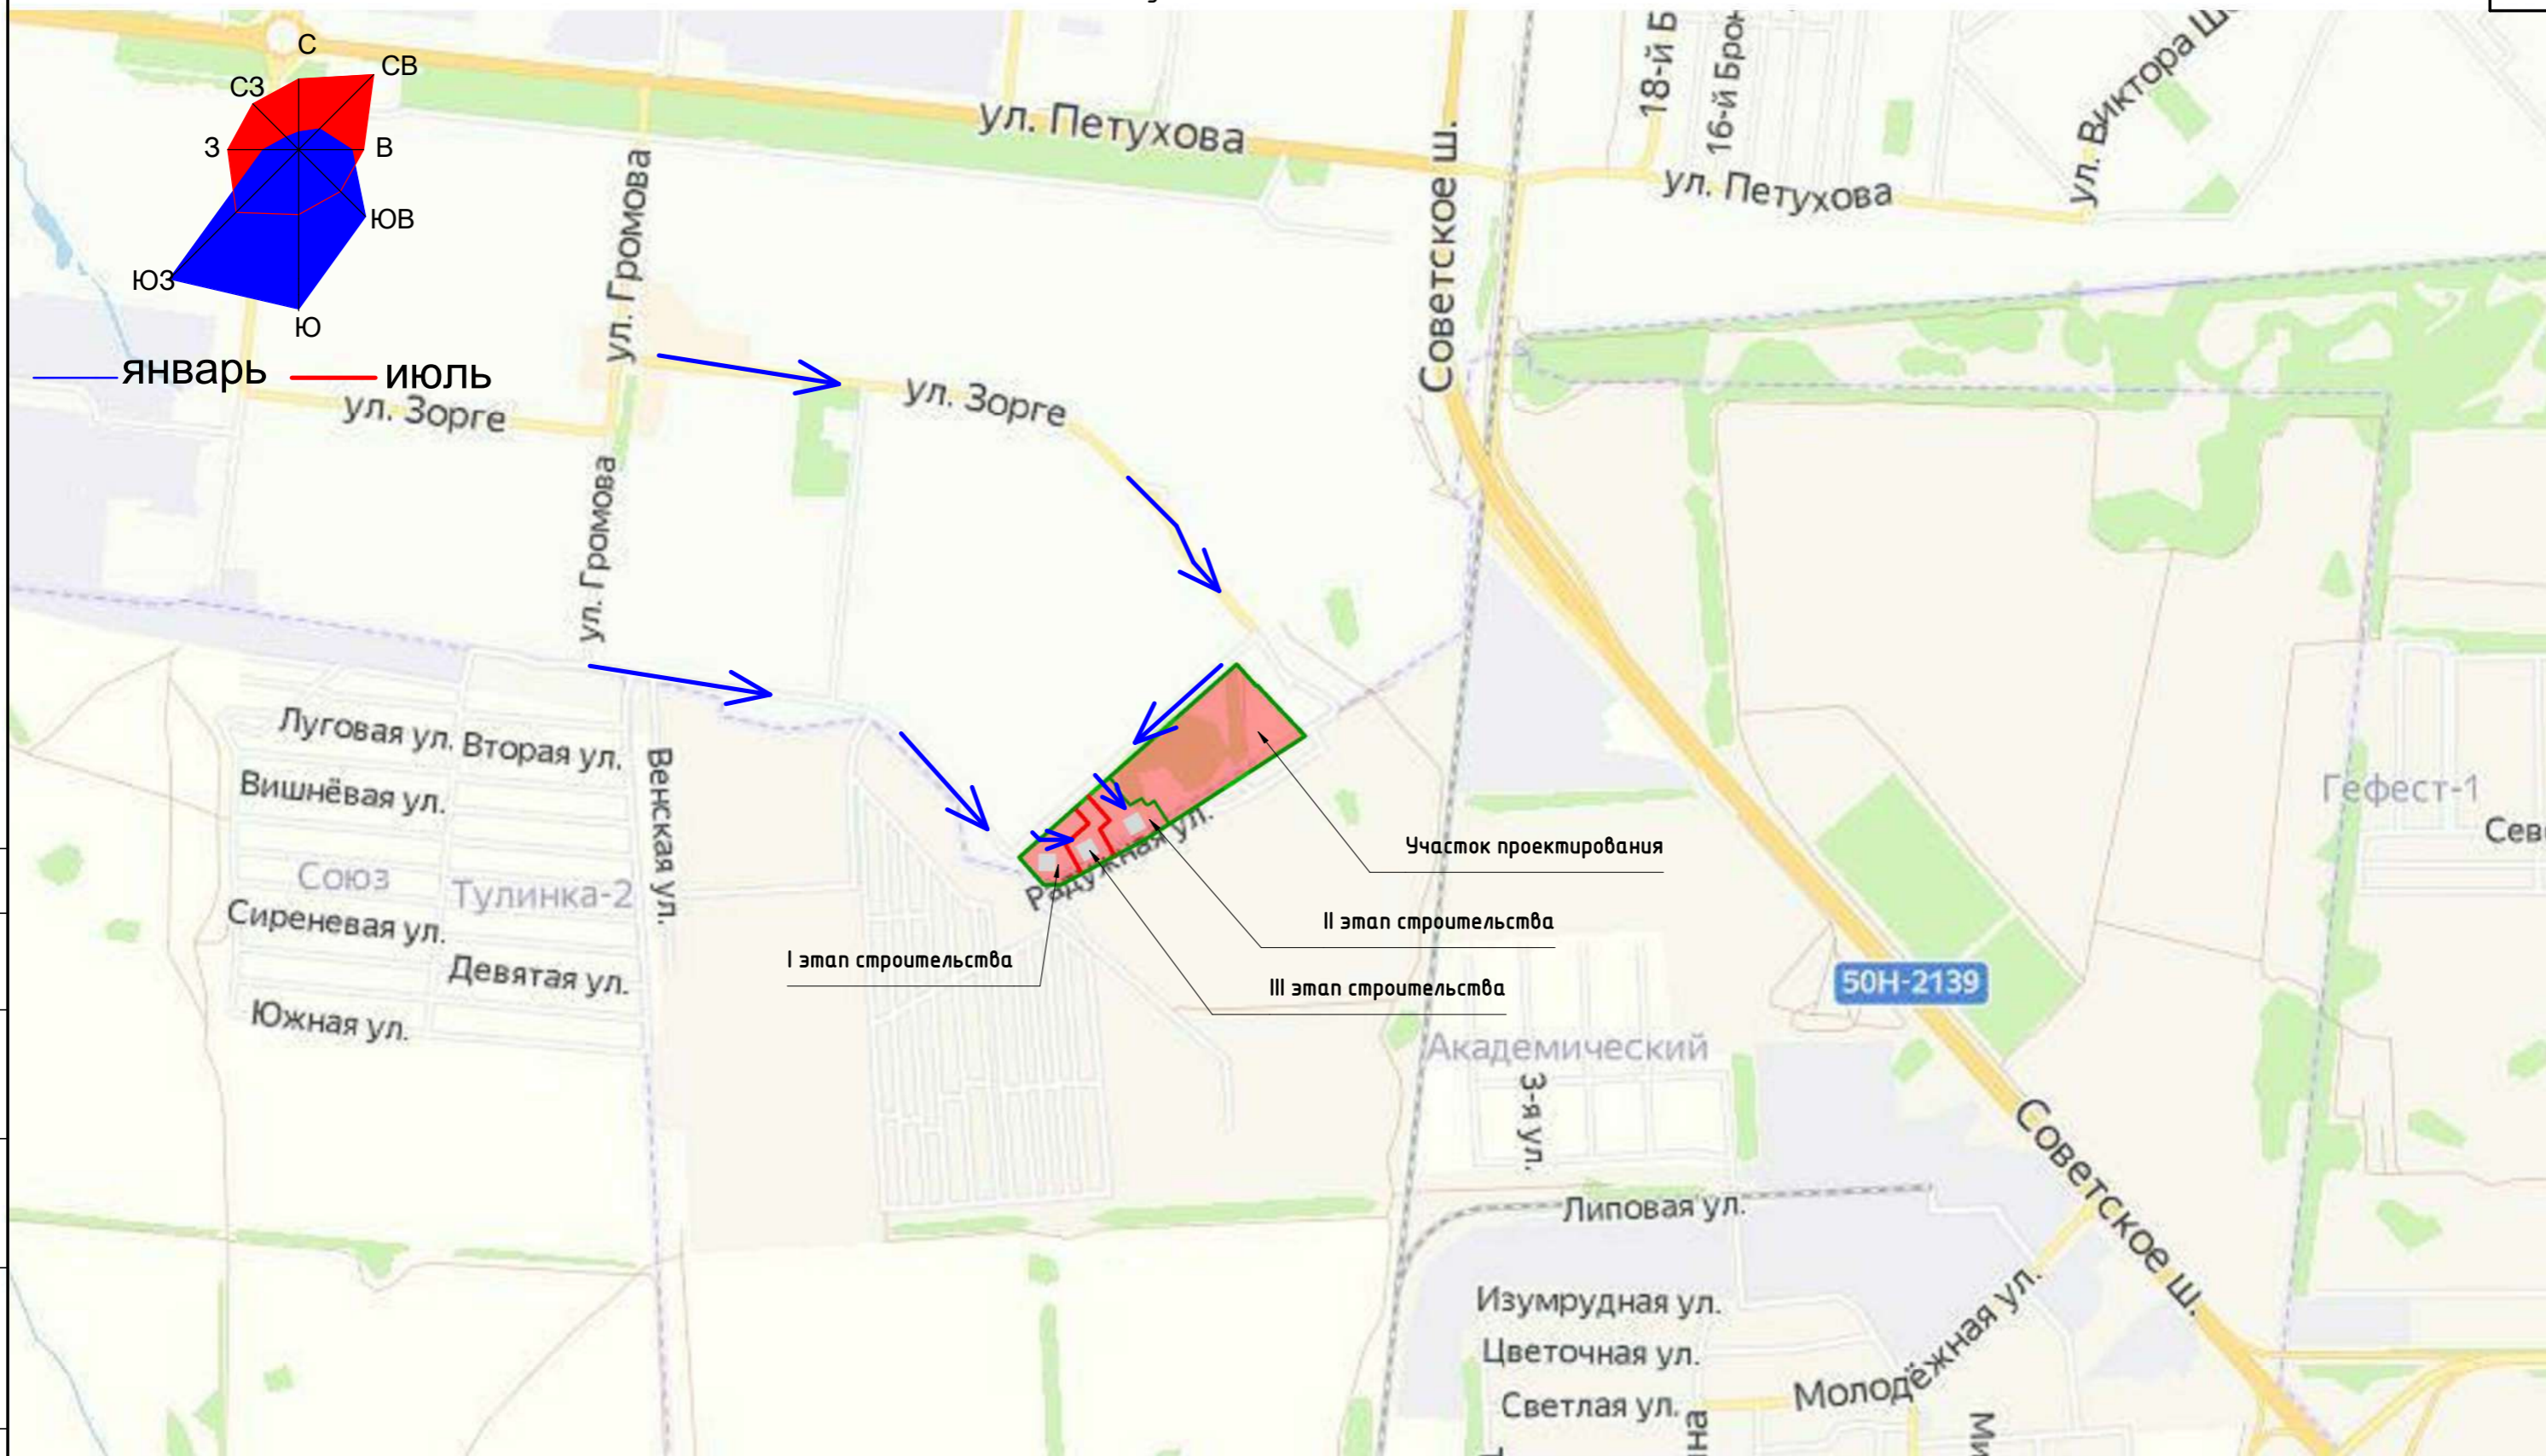 С
СВ
СЗ
З
В
ЮВ
ЮЗ
Ю
январь
июль
ул. Петухова
ул. Громова
Советское ш.
18-й Б
16-й
ул. Петухова
ул. Виктора
ул. Зорге
ул. Зорге
ул. Громова
Луговая ул.
Вторая ул.
Вишнёвая ул.
Венская ул.
Союз
Тулинка-2
Сиреневая ул.
Девятая ул.
Южная ул.
Радужная ул.
Участок проектирования
II этап строительства
I этап строительства
III этап строительства
Гефест-1
50Н-2139
Академический
3-я ул.
Советское ш.
Липовая ул.
Изумрудная ул.
Цветочная ул.
Светлая ул.
Молодёжная ул.